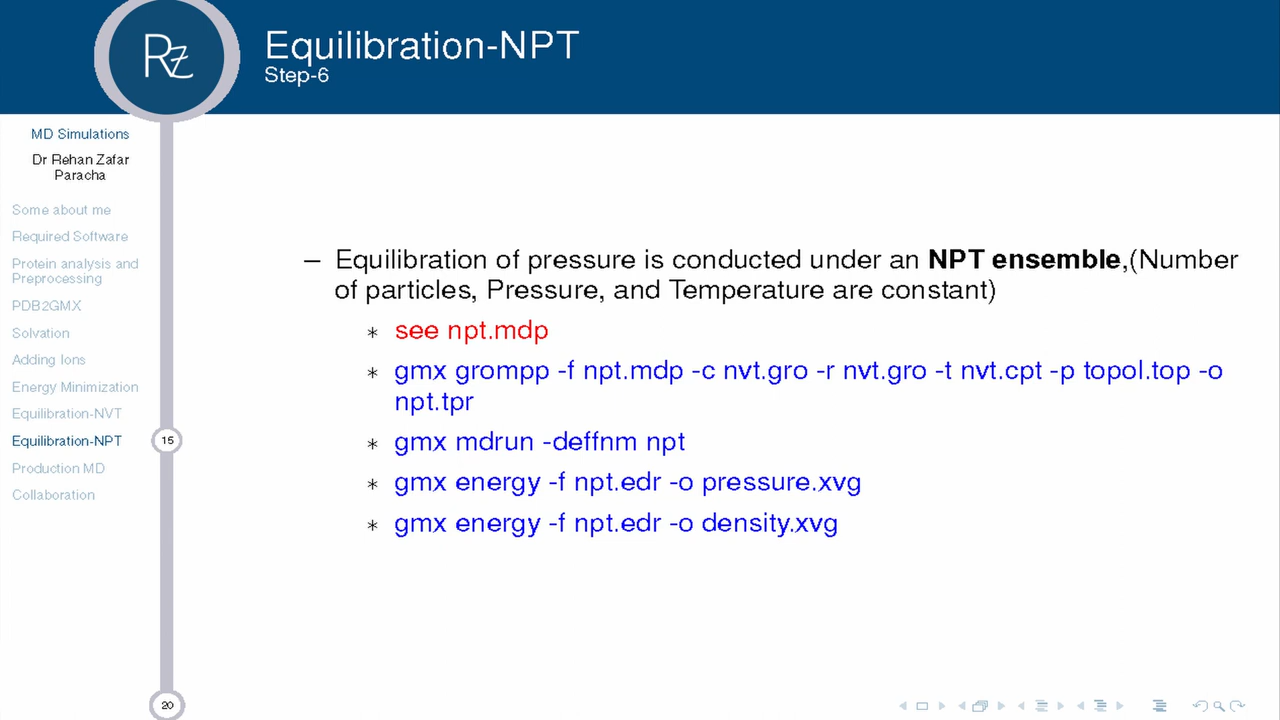 Rz
Equilibration-NPT
Step-6
MD Simulations
Dr Rehan Zafar
Paracha
Some about me
Required Software
Protein analysis and
Preprocessing
PDB2GMX
Solvation
Adding Ions
Energy Minimization
Equilibration-NVT
Equilibration-NPT
15
Production MD
Collaboration
20
– Equilibration of pressure is conducted under an NPT ensemble,(Number
of particles, Pressure, and Temperature are constant)
* see npt.mdp
* gmx grompp -f npt.mdp -c nvt.gro -r nvt.gro -t nvt.cpt -p topol.top -o
npt.tpr
* gmx mdrun -deffnm npt
* gmx energy -f npt.edr -o pressure.xvg
* gmx energy -f npt.edr -o density.xvg